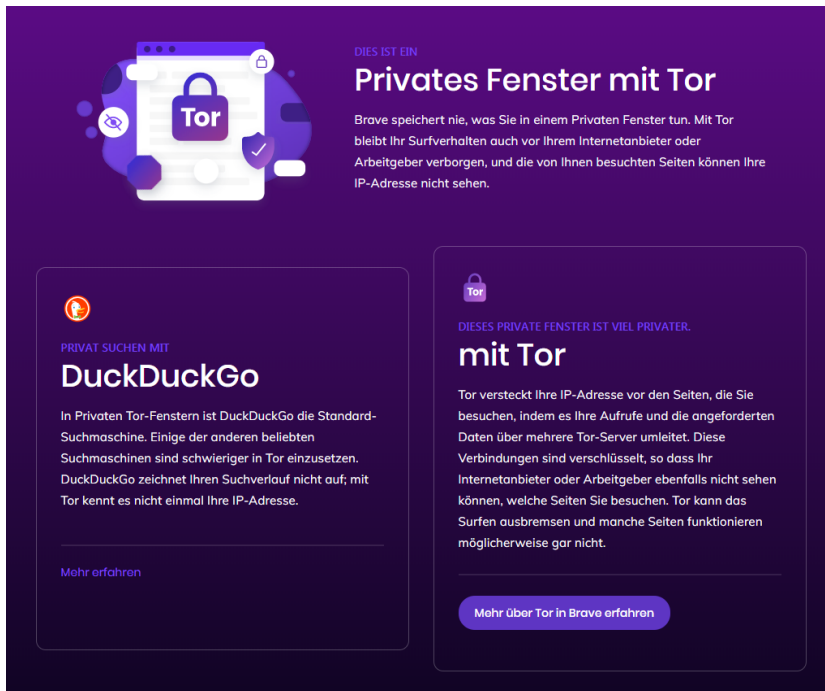 DIES IST EIN
Privates Fenster mit Tor
Brave speichert nie, was Sie in einem Privaten Fenster tun. Mit Tor
bleibt Ihr Surfverhalten auch vor Ihrem Internetanbieter oder
Arbeitgeber verborgen, und die von Ihnen besuchten Seiten können Ihre
IP-Adresse nicht sehen.
Tor
PRIVAT SUCHEN MIT
DuckDuckGo
In Privaten Tor-Fenstern ist DuckDuckGo die Standard-
Suchmaschine. Einige der anderen beliebten
Suchmaschinen sind schwieriger in Tor einzusetzen.
DuckDuckGo zeichnet Ihren Suchverlauf nicht auf; mit
Tor kennt es nicht einmal Ihre IP-Adresse.
Mehr erfahren
Tor
DIESES PRIVATE FENSTER IST VIEL PRIVATER.
mit Tor
Tor versteckt Ihre IP-Adresse vor den Seiten, die Sie
besuchen, indem es Ihre Aufrufe und die angeforderten
Daten über mehrere Tor-Server umleitet. Diese
Verbindungen sind verschlüsselt, so dass Ihr
Internetanbieter oder Arbeitgeber ebenfalls nicht sehen
können, welche Seiten Sie besuchen. Tor kann das
Surfen ausbremsen und manche Seiten funktionieren
möglicherweise gar nicht.
Mehr über Tor in Brave erfahren